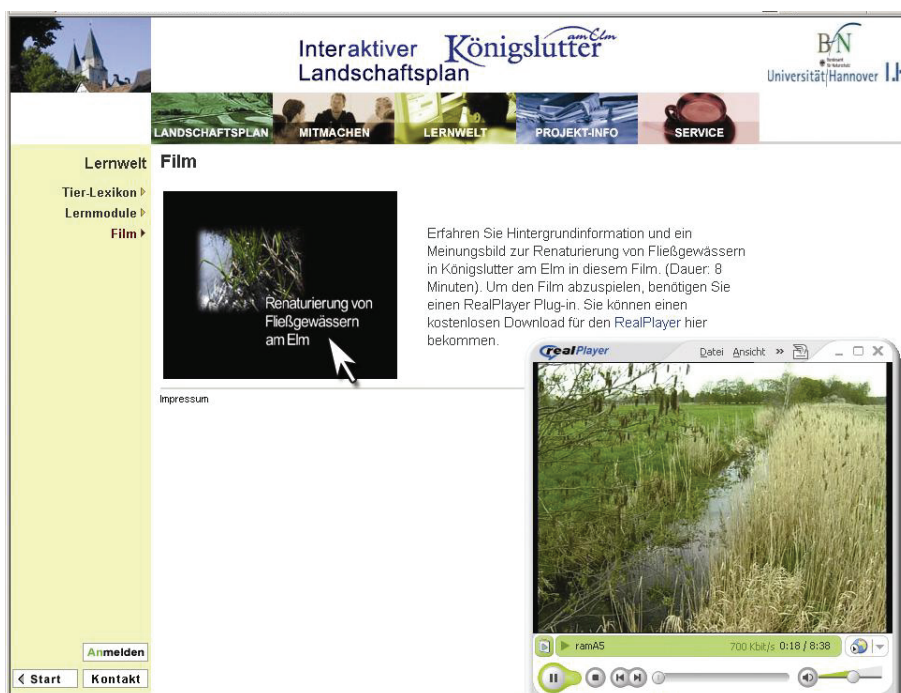 Interaktiver
Landschaftsplan
Königslutter
am Elm
BfN
Bundesamt
für Naturschutz
Universität Hannover
LANDSCHAFTSPLAN
MITMACHEN
LERNWELT
PROJEKT-INFO
SERVICE
Lernwelt
Tier-Lexikon
Lernmodule
Film
Film
Renaturierung von
Fließgewässern
am Elm
Erfahren Sie Hintergrundinformation und ein
Meinungsbild zur Renaturierung von Fließgewässern
in Königslutter am Elm in diesem Film. (Dauer: 8
Minuten). Um den Film abzuspielen, benötigen Sie
einen RealPlayer Plug-in. Sie können einen
kostenlosen Download für den RealPlayer hier
bekommen.
Impressum
realPlayer
Datei Ansicht »
ramA5
700 Kbit/s 0:18 / 8:38
Anmelden
Start
Kontakt